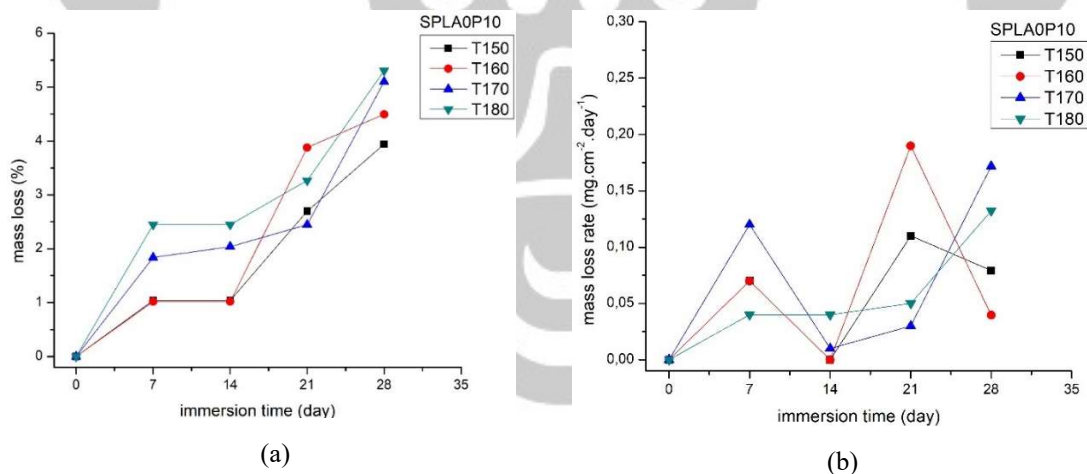 SPLA0P10
T150
T160
T170
T180
6
5
4
3
2
1
0
mass loss (%)
0 7 14 21 28 35
immersion time (day)
(a)
SPLA0P10
T150
T160
T170
T180
0,30
0,25
0,20
0,15
0,10
0,05
0,00
mass loss rate (mg.cm⁻².day⁻¹)
0 7 14 21 28 35
immersion time (day)
(b)